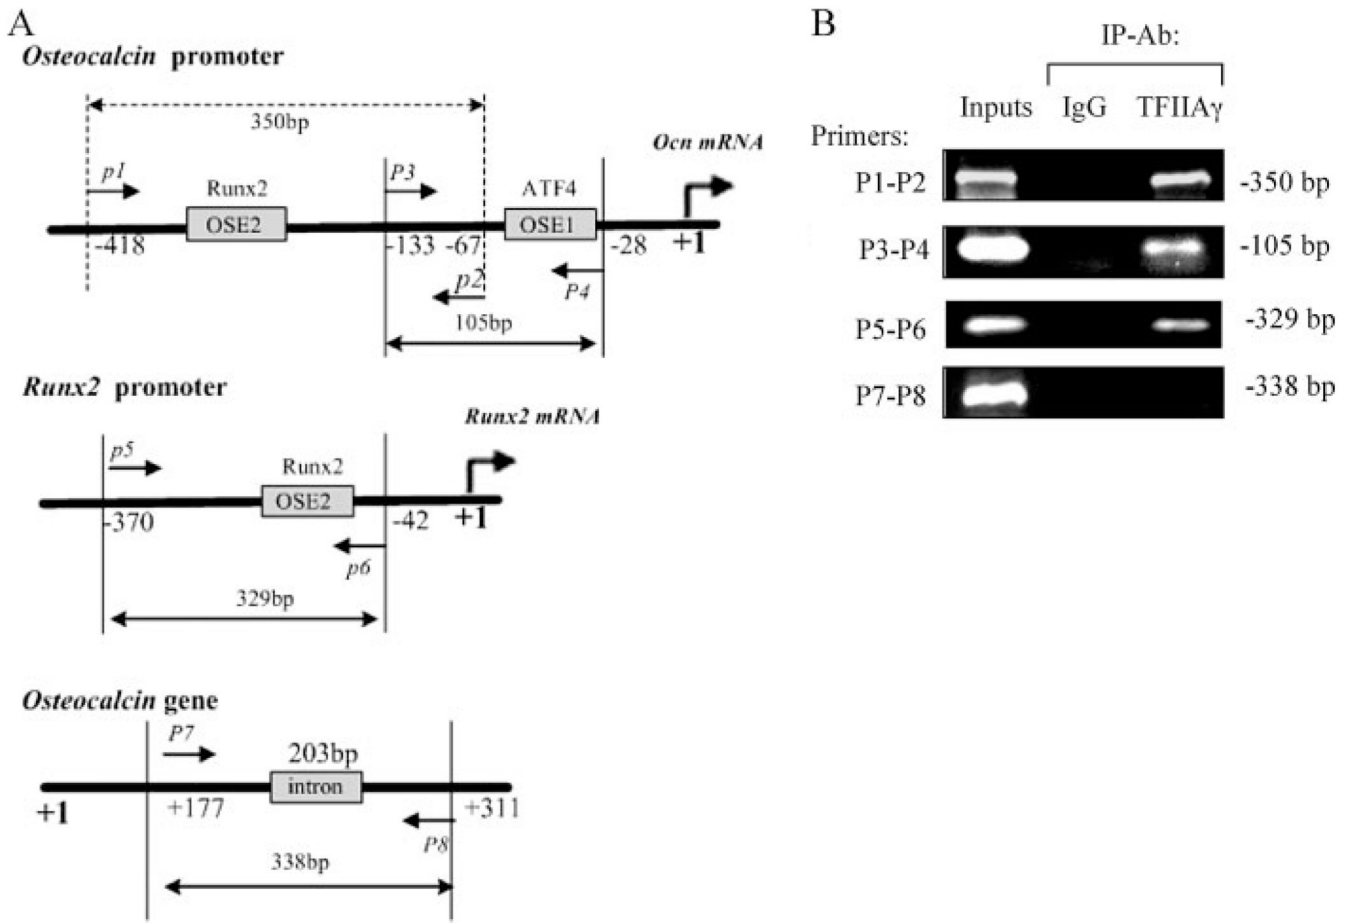 A
Osteocalcin promoter
350bp
Ocn mRNA
p1
Runx2
P3
ATF4
OSE2
OSE1
-418
-133
-67
-28
+1
p2
P4
105bp
Runx2 promoter
Runx2 mRNA
p5
Runx2
OSE2
-370
-42
+1
p6
329bp
Osteocalcin gene
P7
203bp
intron
+1
+177
+311
P8
338bp
B
IP-Ab:
Inputs IgG TFIIAγ
Primers:
P1-P2 -350 bp
P3-P4 -105 bp
P5-P6 -329 bp
P7-P8 -338 bp